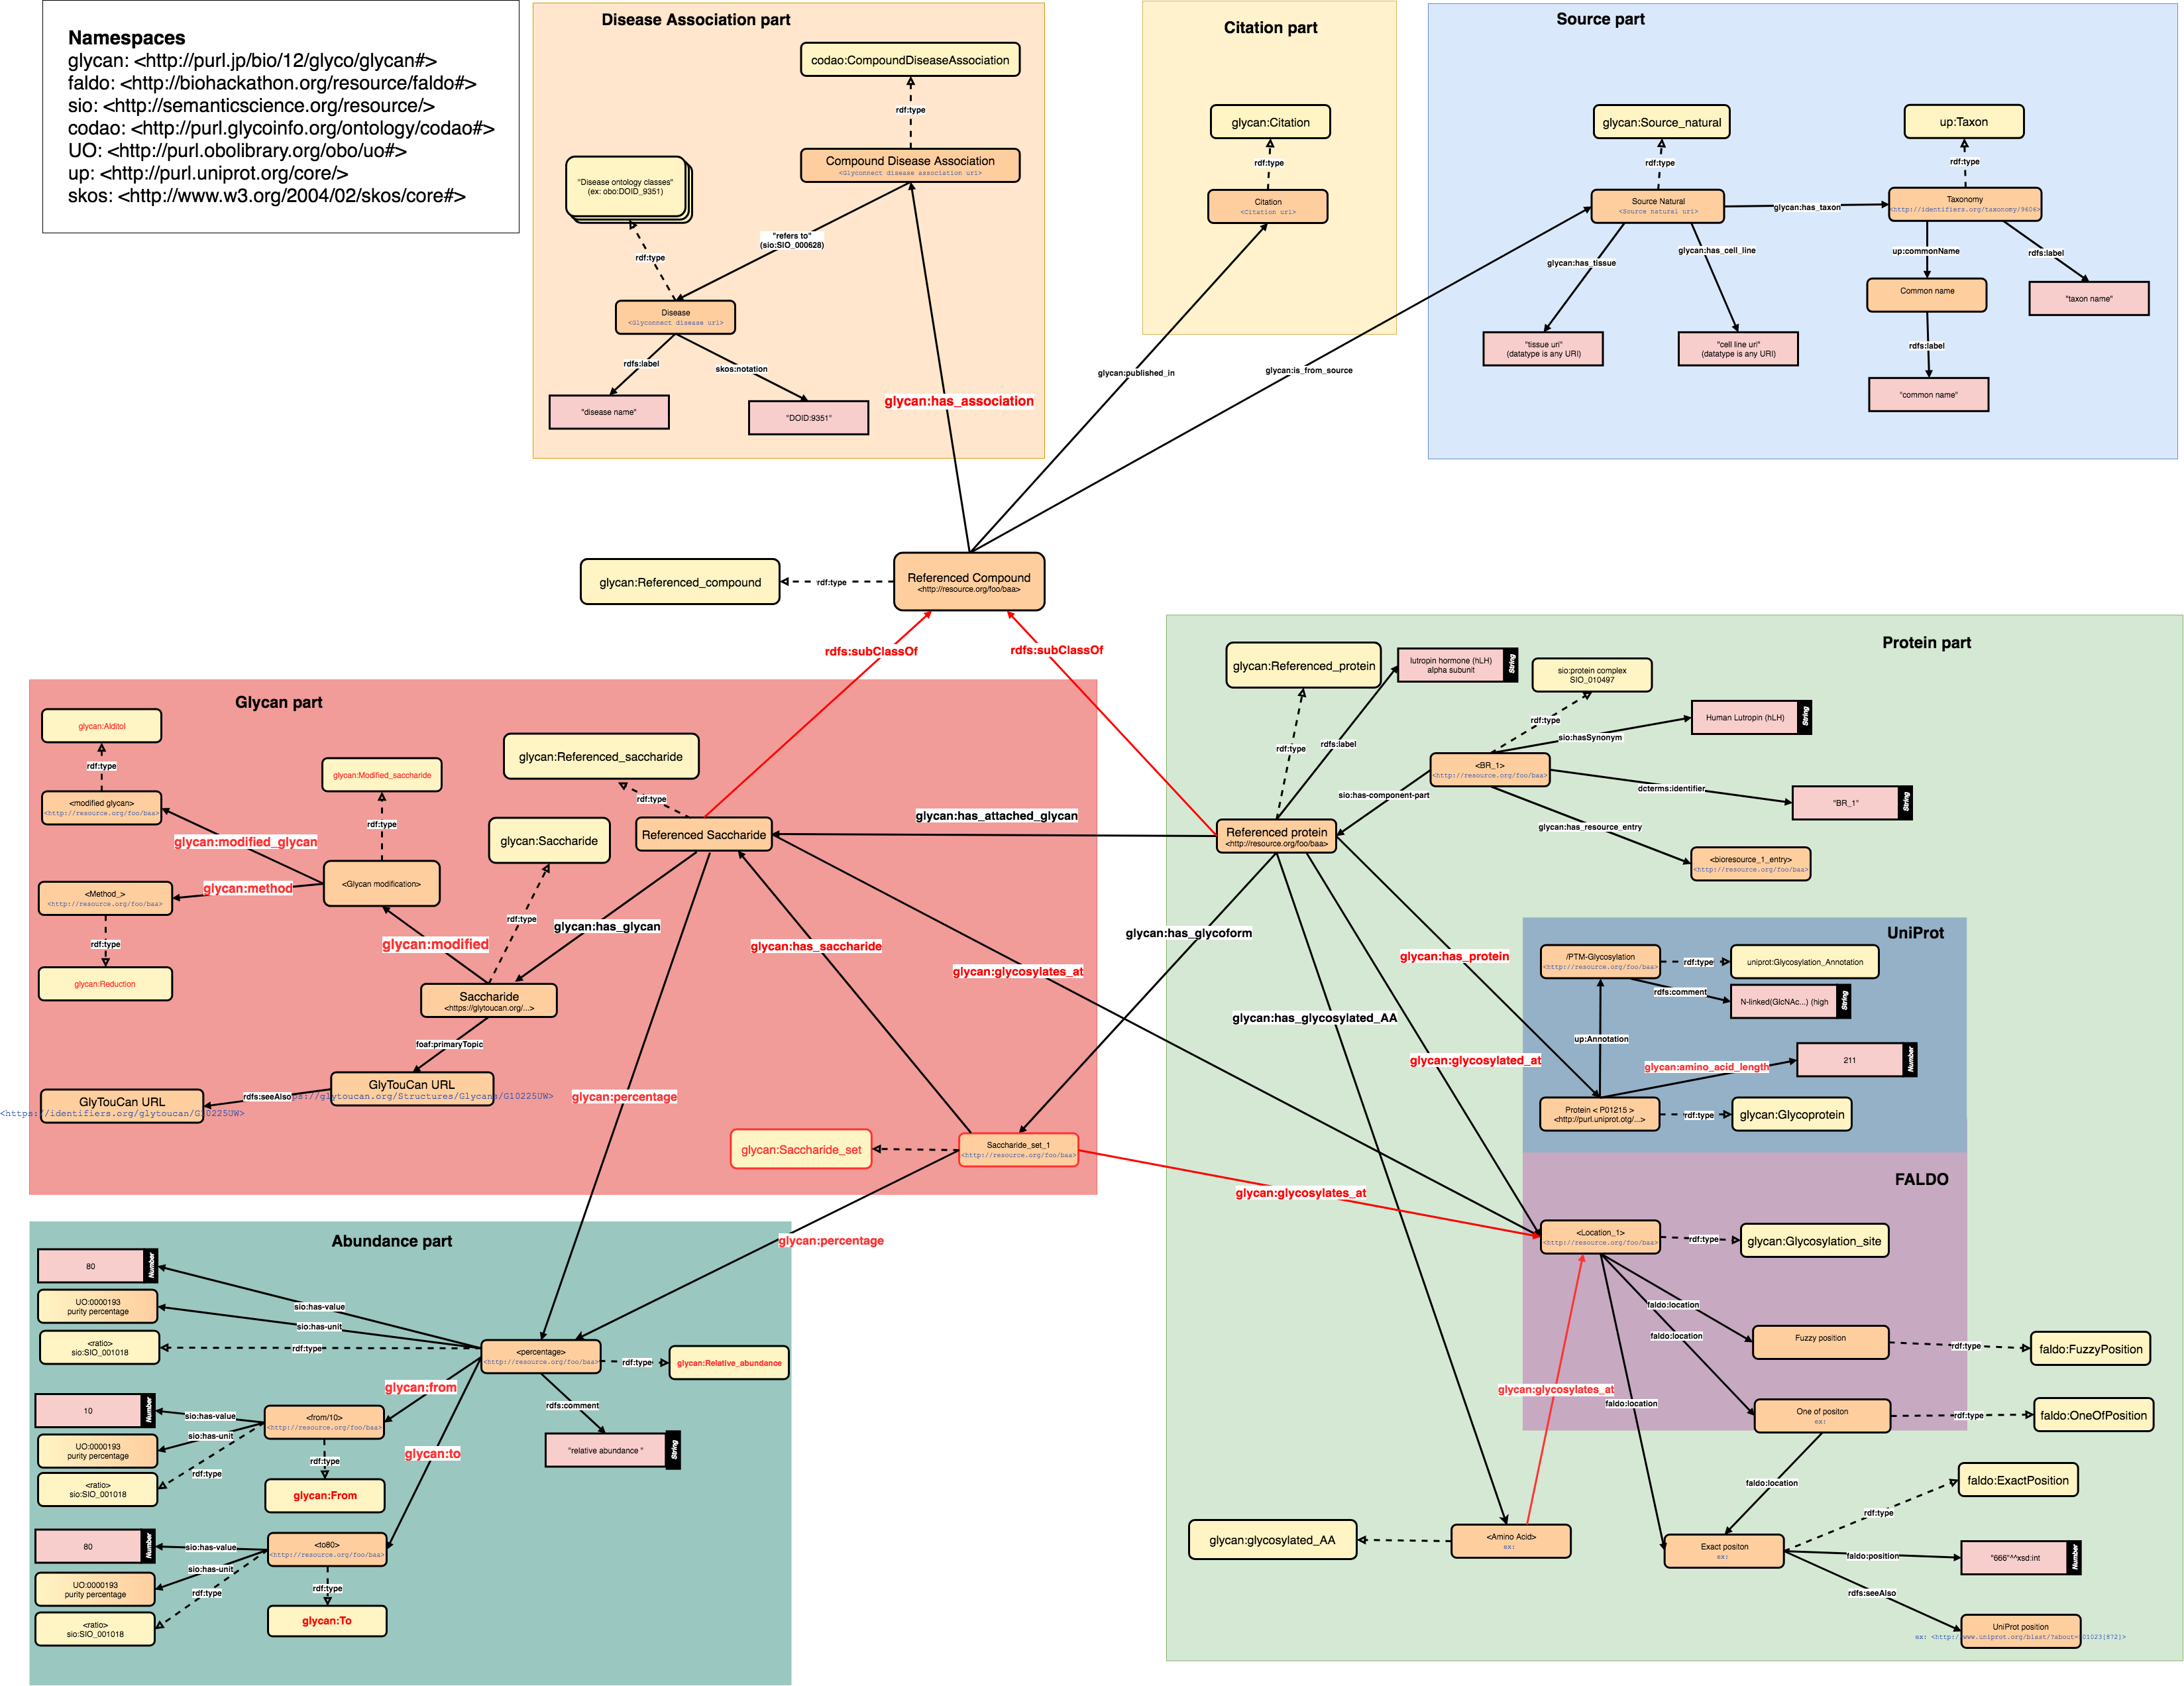 Namespaces
glycan: <http://purl.jp/bio/12/glyco/glycan#>
faldo: <http://biohackathon.org/resource/faldo#>
sio: <http://semanticscience.org/resource/>
codao: <http://purl.glycoinfo.org/ontology/codao#>
UO: <http://purl.obolibrary.org/obo/uo#>
up: <http://purl.uniprot.org/core/>
skos: <http://www.w3.org/2004/02/skos/core#>
Disease Association part
codao:CompoundDiseaseAssociation
rdf:type
Compound Disease Association
<Glyconnect disease association uri>
"Disease ontology classes"
(ex: obo:DOID_9351)
"refers to"
(sio:SIO_000628)
rdf:type
Disease
<Glyconnect disease url>
rdfs:label
skos:notation
"disease name"
"DOID:9351"
glycan:has_association
Citation part
glycan:Citation
rdf:type
Citation
<Citation url>
glycan:published_in
glycan:is_from_source
Source part
glycan:Source_natural
up:Taxon
rdf:type
rdf:type
Source Natural
<Source natural uri>
glycan:has_taxon
Taxonomy
<http://identifiers.org/taxonomy/9606>
glycan:has_tissue
glycan:has_cell_line
up:commonName
rdfs:label
Common name
"taxon name"
"tissue uri"
(datatype is any URI)
"cell line uri"
(datatype is any URI)
rdfs:label
"common name"
glycan:Referenced_compound
rdf:type
Referenced Compound
<http://resource.org/foo/baa>
rdfs:subClassOf
rdfs:subClassOf
Glycan part
glycan:Alditol
rdf:type
<modified glycan>
<http://resource.org/foo/baa>
glycan:Modified_saccharide
rdf:type
glycan:modified_glycan
glycan:method
<Glycan modification>
<Method_>
<http://resource.org/foo/baa>
rdf:type
glycan:Reduction
glycan:Referenced_saccharide
rdf:type
Referenced Saccharide
glycan:Saccharide
rdf:type
glycan:has_glycan
glycan:modified
Saccharide
<https://glytoucan.org/...>
foaf:primaryTopic
GlyTouCan URL
ps://glytoucan.org/Structures/Glycans/G10225UW>
rdfs:seeAlso
GlyTouCan URL
<https://identifiers.org/glytoucan/G10225UW>
glycan:has_attached_glycan
glycan:has_saccharide
glycan:glycosylates_at
glycan:percentage
glycan:Saccharide_set
Saccharide_set_1
<http://resource.org/foo/baa>
glycan:glycosylates_at
glycan:percentage
Abundance part
80
Number
UO:0000193
purity percentage
<ratio>
sio:SIO_001018
sio:has-value
sio:has-unit
rdf:type
<percentage>
<http://resource.org/foo/baa>
rdf:type
glycan:Relative_abundance
rdfs:comment
"relative abundance "
String
glycan:from
glycan:to
10
Number
UO:0000193
purity percentage
<ratio>
sio:SIO_001018
sio:has-value
sio:has-unit
rdf:type
<from/10>
<http://resource.org/foo/baa>
rdf:type
glycan:From
80
Number
UO:0000193
purity percentage
<ratio>
sio:SIO_001018
sio:has-value
sio:has-unit
rdf:type
<to80>
<http://resource.org/foo/baa>
rdf:type
glycan:To
Protein part
glycan:Referenced_protein
lutropin hormone (hLH)
alpha subunit
String
sio:protein complex
SIO_010497
rdf:type
rdf:type
rdfs:label
Human Lutropin (hLH)
String
sio:hasSynonym
<BR_1>
<http://resource.org/foo/baa>
sio:has-component-part
dcterms:identifier
"BR_1"
String
glycan:has_resource_entry
<bioresource_1_entry>
<http://resource.org/foo/baa>
Referenced protein
<http://resource.org/foo/baa>
glycan:has_glycoform
glycan:has_protein
glycan:has_glycosylated_AA
glycan:glycosylated_at
UniProt
/PTM-Glycosylation
<http://resource.org/foo/baa>
rdf:type
uniprot:Glycosylation_Annotation
rdfs:comment
N-linked(GlcNAc...) (high
String
up:Annotation
glycan:amino_acid_length
211
Number
Protein < P01215 >
<http://purl.uniprot.otg/...>
rdf:type
glycan:Glycoprotein
FALDO
<Location_1>
<http://resource.org/foo/baa>
rdf:type
glycan:Glycosylation_site
faldo:location
faldo:location
faldo:location
Fuzzy position
rdf:type
faldo:FuzzyPosition
One of positon
ex:
rdf:type
faldo:OneOfPosition
glycan:glycosylates_at
faldo:location
faldo:ExactPosition
rdf:type
glycan:glycosylated_AA
<Amino Acid>
ex:
Exact positon
ex:
faldo:position
"666"^^xsd:int
Number
rdfs:seeAlso
UniProt position